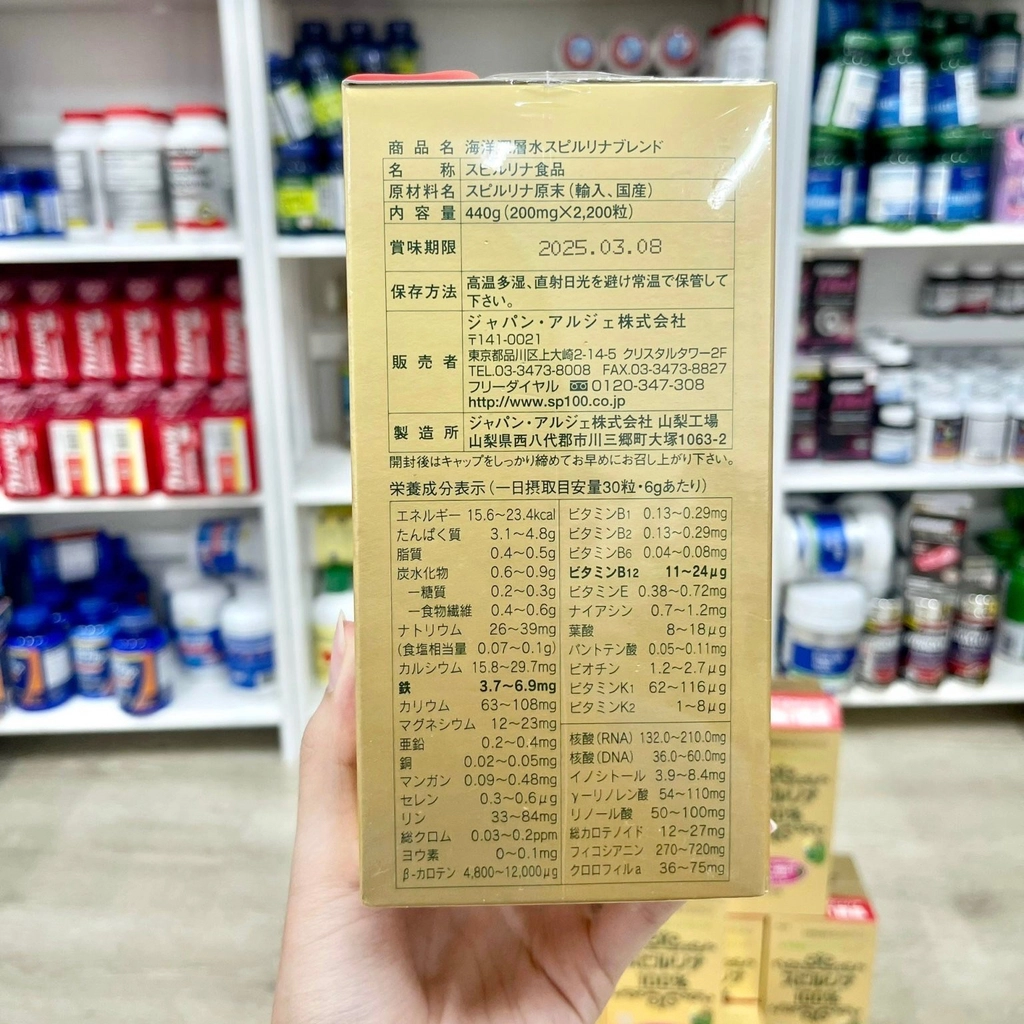 商品名 海洋深層水スピルリナブレンド
名称 スピルリナ食品
原材料名 スピルリナ原末(輸入、国産)
内容量 440g(200mg×2,200粒)
賞味期限 2025.03.08
保存方法 高温多湿、直射日光を避け常温で保管して
下さい。
販売者 ジャパン・アルジェ株式会社
〒141-0021
東京都品川区上大崎2-14-5 クリスタルタワー2F
TEL.03-3473-8008 FAX.03-3473-8827
フリーダイヤル 0120-347-308
http://www.sp100.co.jp
製造所 ジャパン・アルジェ株式会社 山梨工場
山梨県西八代郡市川三郷町大塚1063-2
開封後はキャップをしっかり締めてお早めにお召し上がり下さい。
栄養成分表示(一日摂取目安量30粒・6gあたり)
エネルギー 15.6~23.4kcal
たんぱく質 3.1~4.8g
脂質 0.4~0.5g
炭水化物 0.6~0.9g
ー糖質 0.2~0.3g
ー食物繊維 0.4~0.6g
ナトリウム 26~39mg
(食塩相当量 0.07~0.1g)
カルシウム 15.8~29.7mg
鉄 3.7~6.9mg
カリウム 63~108mg
マグネシウム 12~23mg
亜鉛 0.2~0.4mg
銅 0.02~0.05mg
マンガン 0.09~0.48mg
セレン 0.3~0.6μg
リン 33~84mg
総クロム 0.03~0.2ppm
ヨウ素 0~0.1mg
β-カロテン 4,800~12,000μg
ビタミンB1 0.13~0.29mg
ビタミンB2 0.13~0.29mg
ビタミンB6 0.04~0.08mg
ビタミンB12 11~24μg
ビタミンE 0.38~0.72mg
ナイアシン 0.7~1.2mg
葉酸 8~18μg
パントテン酸 0.05~0.11mg
ビオチン 1.2~2.7μg
ビタミンK1 62~116μg
ビタミンK2 1~8μg
核酸(RNA) 132.0~210.0mg
核酸(DNA) 36.0~60.0mg
イノシトール 3.9~8.4mg
γーリノレン酸 54~110mg
リノール酸 50~100mg
総カロテノイド 12~27mg
フィコシアニン 270~720mg
クロロフィルa 36~75mg